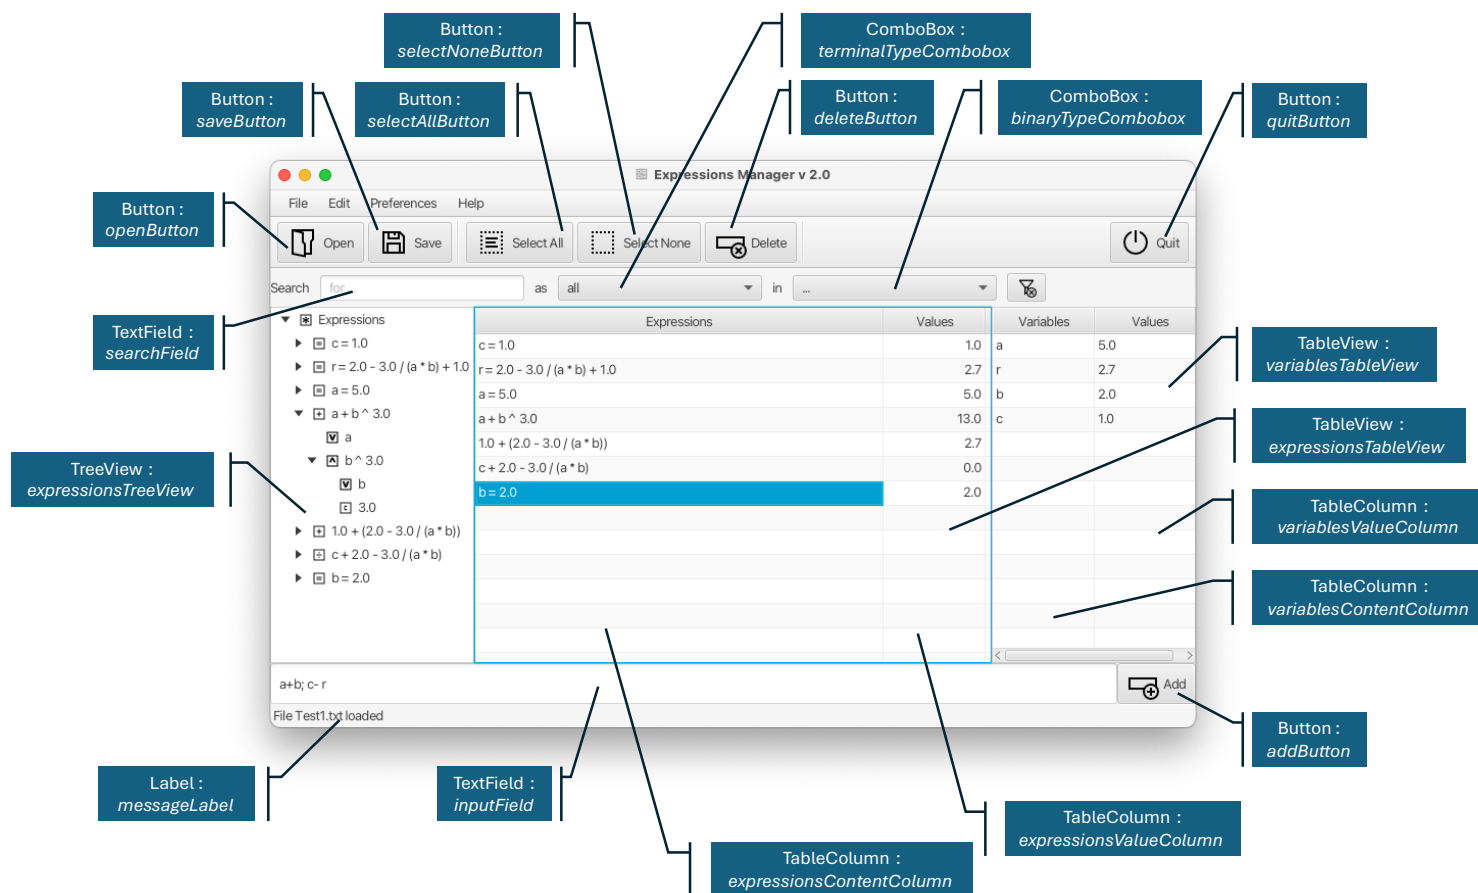 Button :
selectNoneButton
ComboBox :
terminalTypeCombobox
Button :
saveButton
Button :
selectAllButton
Button :
deleteButton
ComboBox :
binaryTypeCombobox
Button :
quitButton
Expressions Manager v 2.0
File Edit Preferences Help
Button :
openButton
Open Save Select All Select None Delete Quit
Search for... as all in ...
TextField :
searchField
Expressions
c = 1.0
r = 2.0 - 3.0 / (a * b) + 1.0
a = 5.0
a + b ^ 3.0
a
b ^ 3.0
b
3.0
1.0 + (2.0 - 3.0 / (a * b))
c + 2.0 - 3.0 / (a * b)
b = 2.0
Expressions Values
c = 1.0 1.0
r = 2.0 - 3.0 / (a * b) + 1.0 2.7
a = 5.0 5.0
a + b ^ 3.0 13.0
1.0 + (2.0 - 3.0 / (a * b)) 2.7
c + 2.0 - 3.0 / (a * b) 0.0
b = 2.0 2.0
Variables Values
a 5.0
r 2.7
b 2.0
c 1.0
TableView :
variablesTableView
TableView :
expressionsTableView
TreeView :
expressionsTreeView
TableColumn :
variablesValueColumn
TableColumn :
variablesContentColumn
a+b; c- r
Add
File Test1.txt loaded
Button :
addButton
Label :
messageLabel
TextField :
inputField
TableColumn :
expressionsValueColumn
TableColumn :
expressionsContentColumn